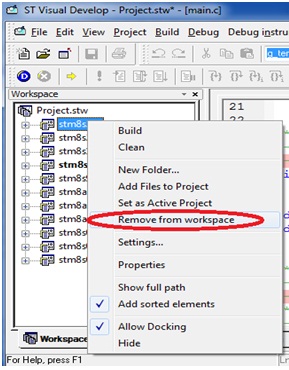 ST Visual Develop - Project.stw* - [main.c]
File Edit View Project Build Debug Debug instru
Workspace
Project.stw
stm8s
stm8s
stm8s
stm8s
stm8a
stm8a
stm8a
stm8s
stm8s
stm8s
Build
Clean
New Folder...
Add Files to Project
Set as Active Project
Remove from workspace
Settings...
Properties
Show full path
Add sorted elements
Allow Docking
Hide
21
22
Workspace
For Help, press F1